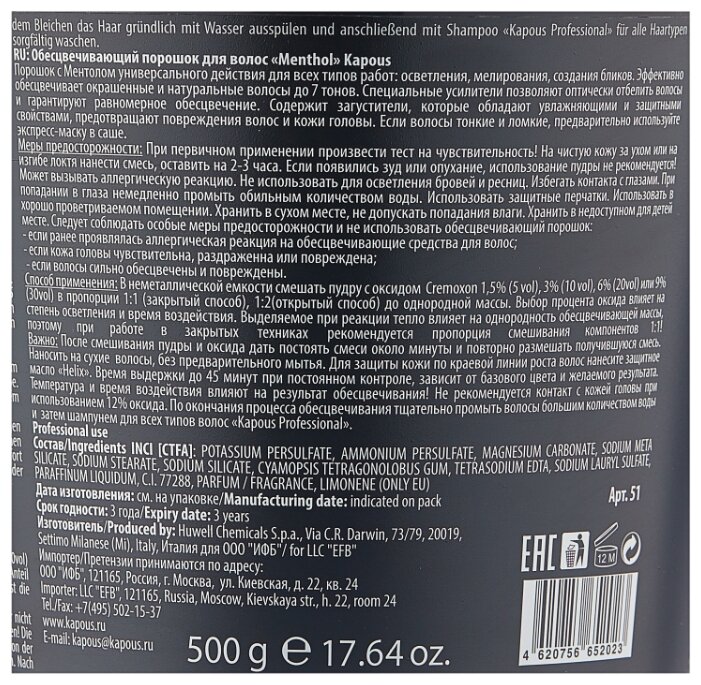 dem Bleichen das Haar gründlich mit Wasser ausspülen und anschließend mit Shampoo «Kapous Professional» für alle Haartypen
sorgfältig waschen.
RU: Обесцвечивающий порошок для волос «Menthol» Kapous
Порошок с Ментолом универсального действия для всех типов работ: осветления, мелирования, создания бликов. Эффективно
обесцвечивает окрашенные и натуральные волосы до 7 тонов. Специальные усилители позволяют оптически отбелить волосы
и гарантируют равномерное обесцвечение. Содержит загустители, которые обладают увлажняющими и защитными
свойствами, предотвращают повреждения волос и кожи головы. Если волосы тонкие и ломкие, предварительно используйте
экспресс-маску в саше.
Меры предосторожности: При первичном применении произвести тест на чувствительность! На чистую кожу за ухом или на
изгибе локтя нанести смесь, оставить на 2-3 часа. Если появились зуд или опухание, использование пудры не рекомендуется!
Может вызывать аллергическую реакцию. Не использовать для осветления бровей и ресниц. Избегать контакта с глазами. При
попадании в глаза немедленно промыть обильным количеством воды. Использовать защитные перчатки. Использовать в
хорошо проветриваемом помещении. Хранить в сухом месте, не допускать попадания влаги. Хранить в недоступном для детей
месте. Следует соблюдать особые меры предосторожности и не использовать обесцвечивающий порошок:
- если ранее проявлялась аллергическая реакция на обесцвечивающие средства для волос;
- если кожа головы чувствительна, раздраженна или повреждена;
- если волосы сильно обесцвечены и повреждены.
Способ применения: В неметаллической емкости смешать пудру с оксидом Cremoxon 1,5% (5 vol), 3% (10 vol), 6% (20vol) или 9%
(30vol) в пропорции 1:1 (закрытый способ), 1:2(открытый способ) до однородной массы. Выбор процента оксида влияет на
степень осветления и время воздействия. Выделяемое при реакции тепло влияет на однородность обесцвечивающей массы,
поэтому при работе в закрытых техниках рекомендуется пропорция смешивания компонентов 1:1!
Важно: После смешивания пудры и оксида дать постоять смеси около минуты и повторно размешать получившуюся смесь.
Наносить на сухие волосы, без предварительного мытья. Для защиты кожи по краевой линии роста волос нанесите защитное
масло «Helix». Время выдержки до 45 минут при постоянном контроле, зависит от базового цвета и желаемого результата.
Температура и время воздействия влияют на результат обесцвечивания! Не рекомендуется контакт с кожей головы при
использовании 12% оксида. По окончания процесса обесцвечивания тщательно промыть волосы большим количеством воды
и затем шампунем для всех типов волос «Kapous Professional».
Professional use
Состав/Ingredients INCI [CTFA]: POTASSIUM PERSULFATE, AMMONIUM PERSULFATE, MAGNESIUM CARBONATE, SODIUM META
SILICATE, SODIUM STEARATE, SODIUM SILICATE, CYAMOPSIS TETRAGONOLOBUS GUM, TETRASODIUM EDTA, SODIUM LAURYL SULFATE,
PARAFFINUM LIQUIDUM, C.I. 77288, PARFUM / FRAGRANCE, LIMONENE (ONLY EU)
Дата изготовления: см. на упаковке/Manufacturing date: indicated on pack
Срок годности: 3 года/Expiry date: 3 years
Изготовитель/Produced by: Huwell Chemicals S.p.a., Via C.R. Darwin, 73/79, 20019,
Settimo Milanese (Mi), Italy, Италия для ООО "ИФБ"/ for LLC "EFB"
Импортер/Претензии принимаются по адресу:
ООО "ИФБ", 121165, Россия, г. Москва, ул. Киевская, д. 22, кв. 24
Importer: LLC "EFB", 121165, Russia, Moscow, Kievskaya str. h. 22, room 24
Tel./Fax: +7(495) 502-15-37
www.kapous.ru
E-mail: kapous@kapous.ru
Арт. 51
EAC
12 M
500 g e 17.64 oz.
4 620756 652023